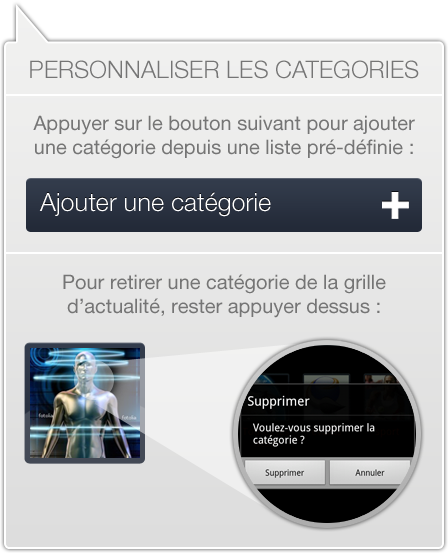 PERSONNALISER LES CATEGORIES
Appuyer sur le bouton suivant pour ajouter
une catégorie depuis une liste pré-définie :
Ajouter une catégorie
Pour retirer une catégorie de la grille
d'actualité, rester appuyer dessus :
fotolia
fotolia
Supprimer
Voulez-vous supprimer la
catégorie ?
Supprimer
Annuler